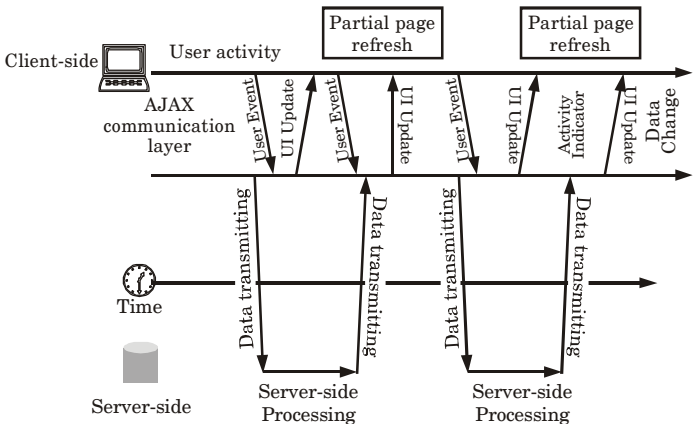 Partial page
refresh
Partial page
refresh
Client-side
User activity
AJAX
communication
layer
User Event
UI Update
User Event
UI Update
User Event
UI Update
Activity
Indicator
UI Update
Data
Change
Data transmitting
Data transmitting
Data transmitting
Data transmitting
Time
Server-side
Server-side
Processing
Server-side
Processing